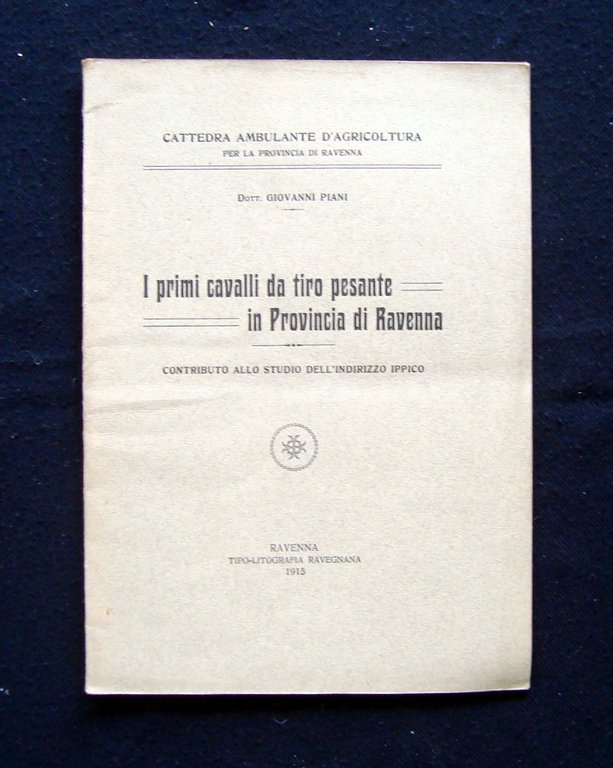 CATTEDRA AMBULANTE D'AGRICOLTURA
PER LA PROVINCIA DI RAVENNA
DOTT. GIOVANNI PIANI
I primi cavalli da tiro pesante
in Provincia di Ravenna
CONTRIBUTO ALLO STUDIO DELL'INDIRIZZO IPPICO
RAVENNA
TIPO-LITOGRAFIA RAVEGNANA
1915